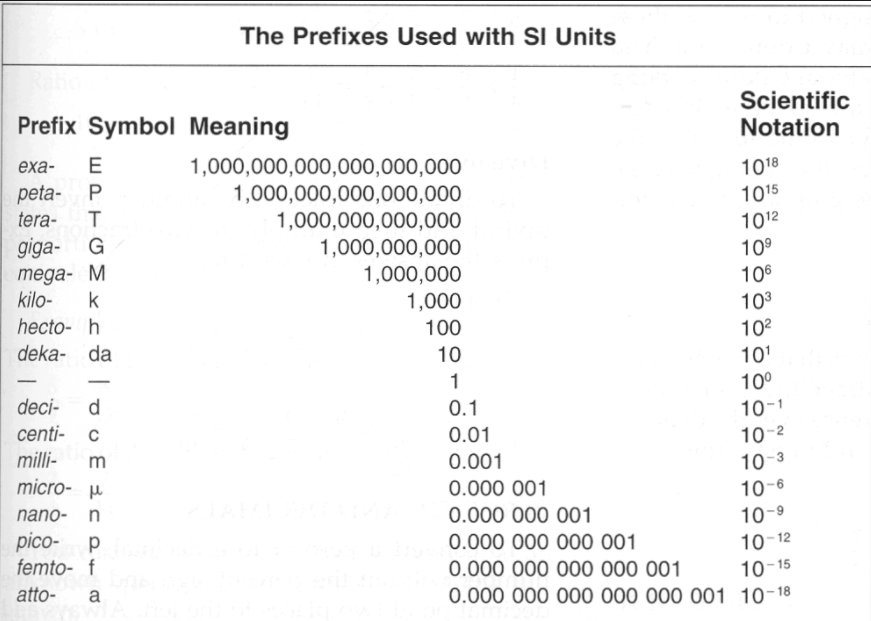 The Prefixes Used with SI Units
Scientific
Prefix Symbol Meaning Notation
exa- E 1,000,000,000,000,000,000 10¹⁸
peta- P 1,000,000,000,000,000 10¹⁵
tera- T 1,000,000,000,000 10¹²
giga- G 1,000,000,000 10⁹
mega- M 1,000,000 10⁶
kilo- k 1,000 10³
hecto- h 100 10²
deka- da 10 10¹
— — 1 10⁰
deci- d 0.1 10⁻¹
centi- c 0.01 10⁻²
milli- m 0.001 10⁻³
micro- μ 0.000 001 10⁻⁶
nano- n 0.000 000 001 10⁻⁹
pico- p 0.000 000 000 001 10⁻¹²
femto- f 0.000 000 000 000 001 10⁻¹⁵
atto- a 0.000 000 000 000 000 001 10⁻¹⁸